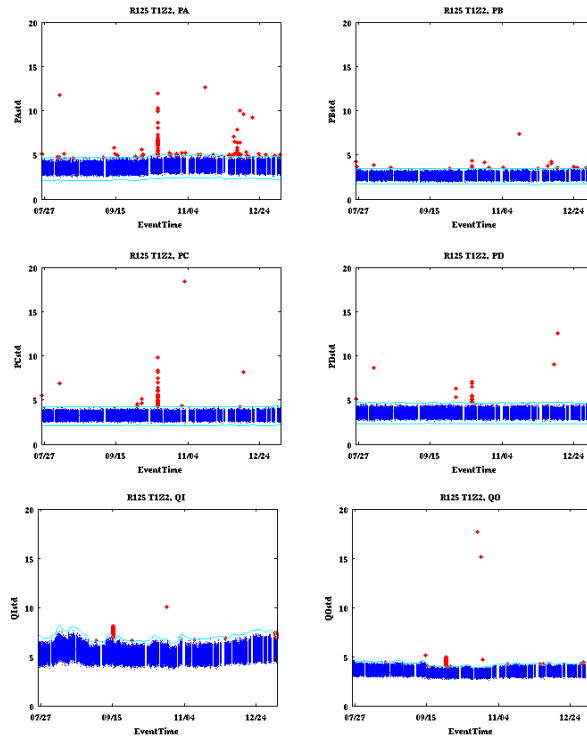 R125 T1Z2, PA
R125 T1Z2, PB
20
15
10
5
0
PAstd
07/27 09/15 11/04 12/24
EventTime
20
15
10
5
0
PBstd
07/27 09/15 11/04 12/24
EventTime
R125 T1Z2, PC
R125 T1Z2, PD
20
15
10
5
0
PCstd
07/27 09/15 11/04 12/24
EventTime
20
15
10
5
0
PDstd
07/27 09/15 11/04 12/24
EventTime
R125 T1Z2, QI
R125 T1Z2, QO
20
15
10
5
0
QIstd
07/27 09/15 11/04 12/24
EventTime
20
15
10
5
0
QOstd
07/27 09/15 11/04 12/24
EventTime